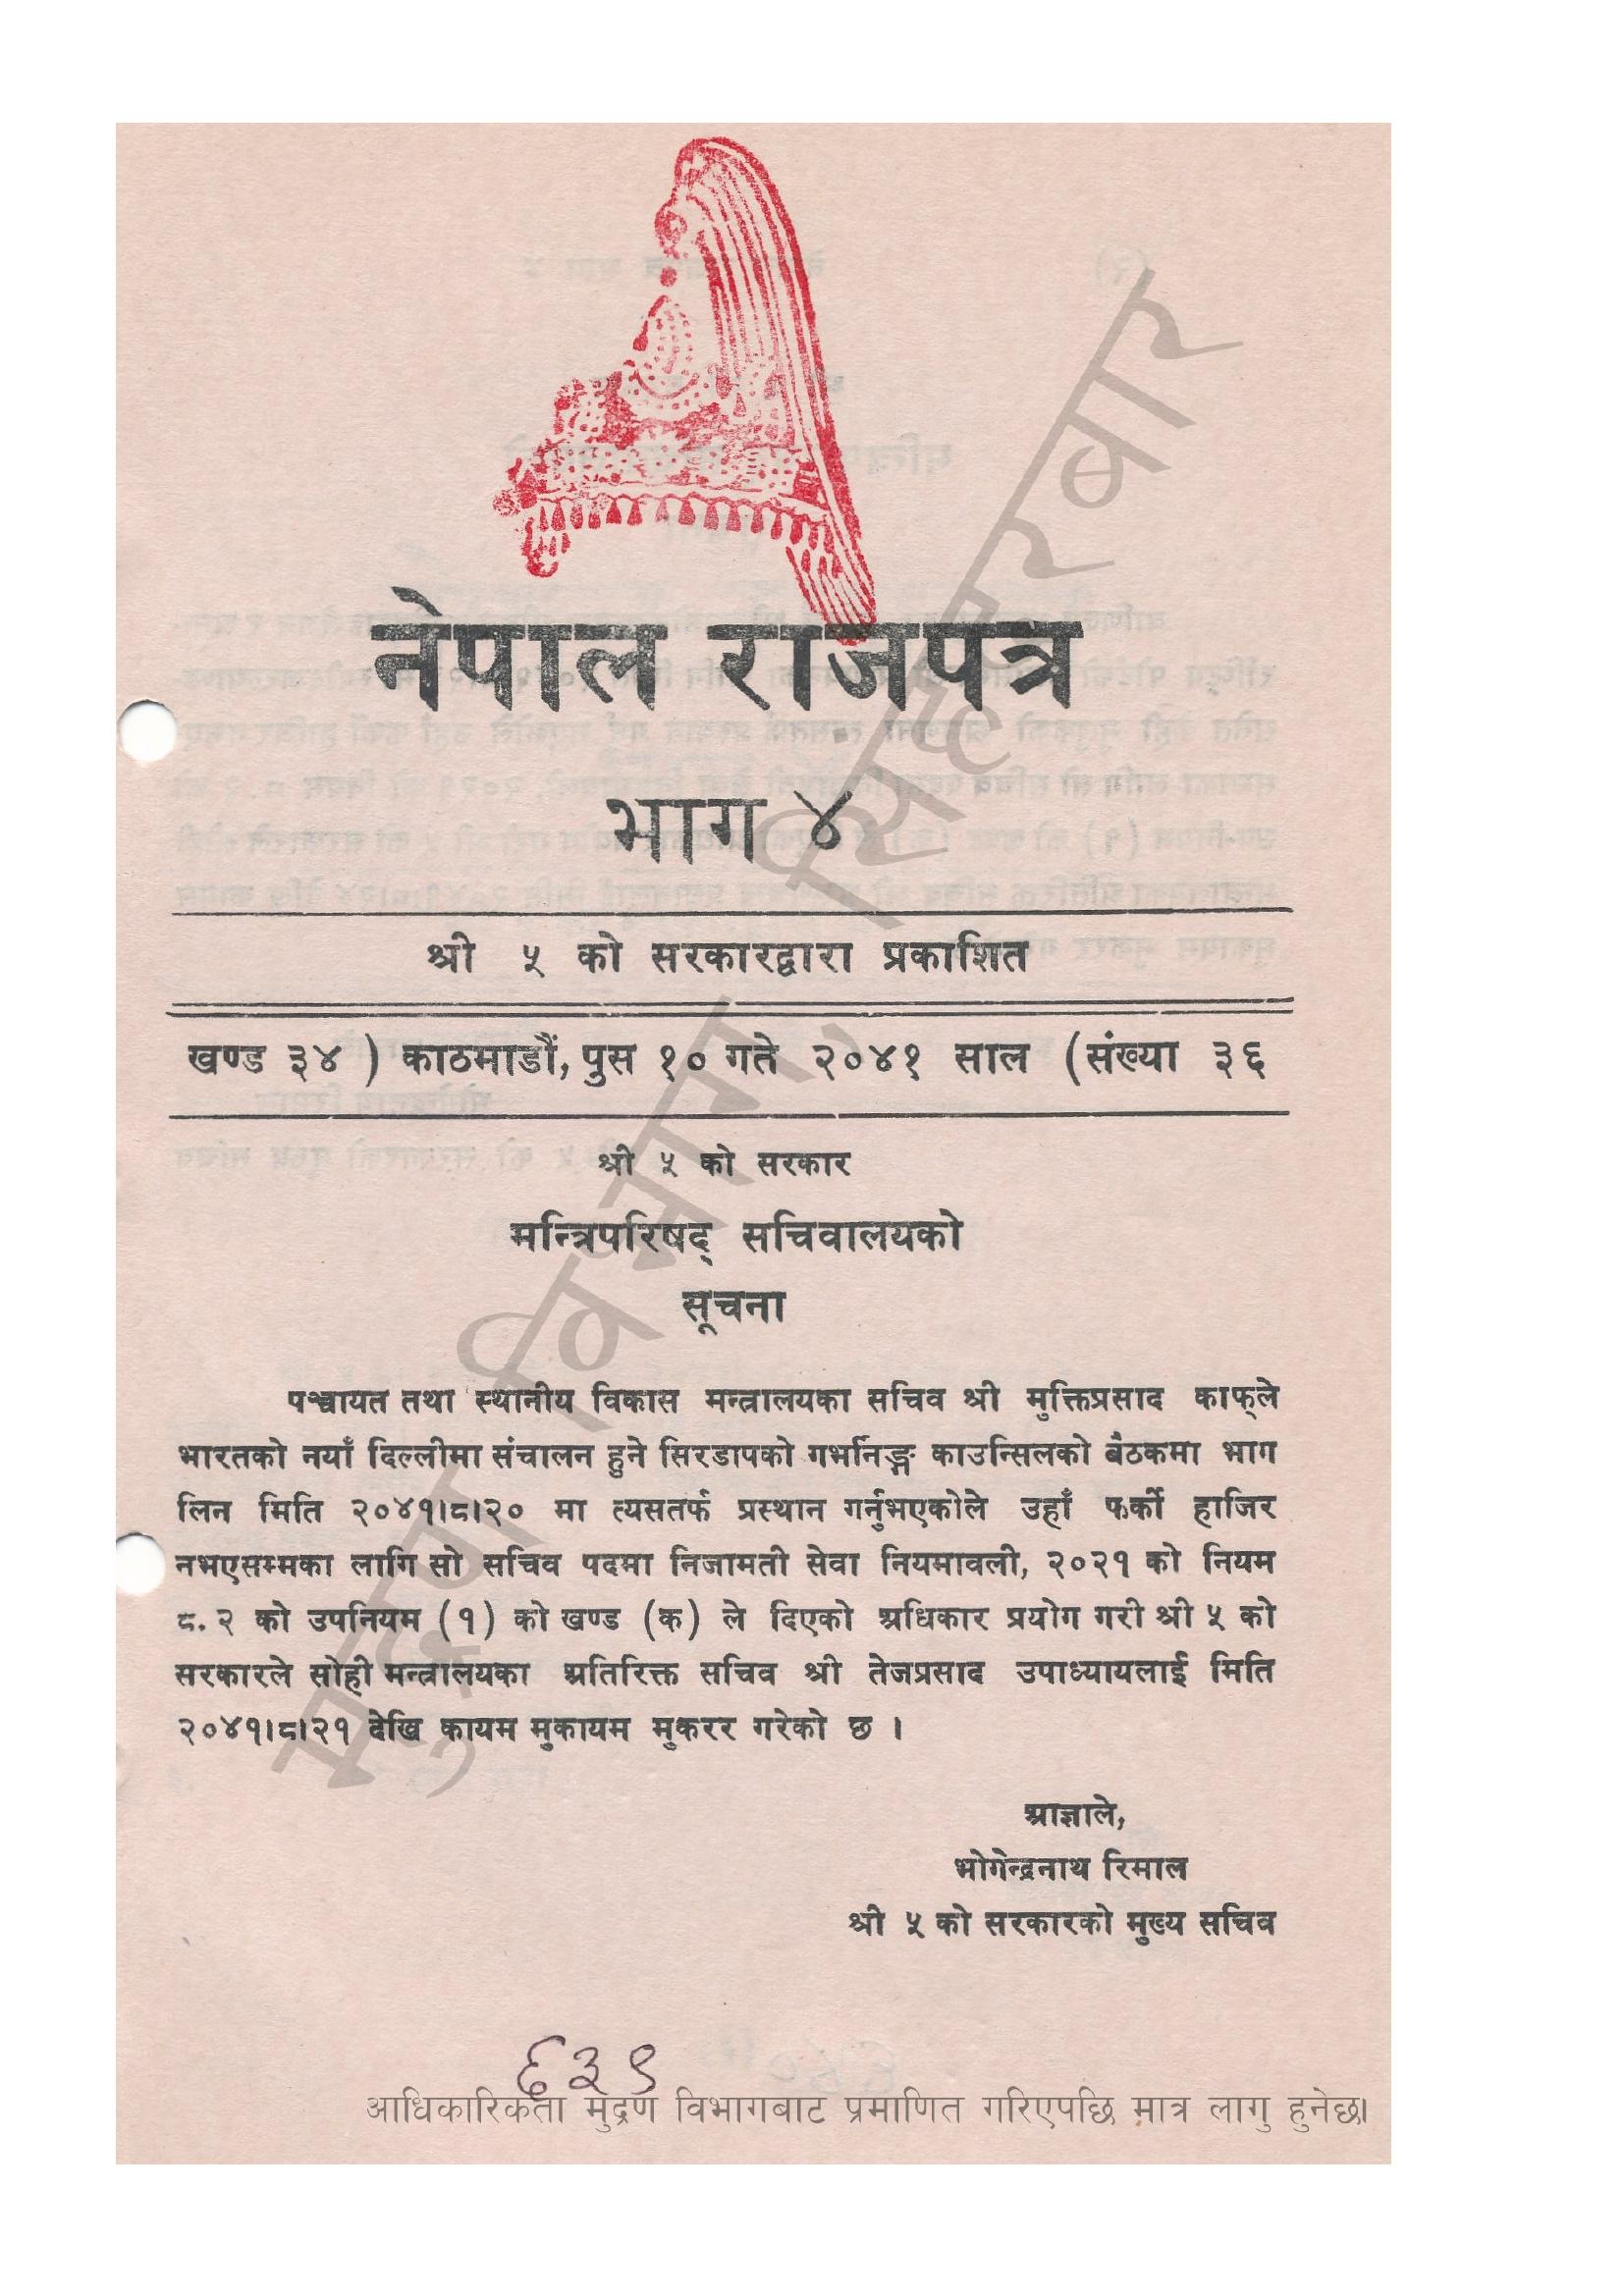 नेपाल राजपत्र
भाग ४
श्री ५ को सरकारद्वारा प्रकाशित
खण्ड ३४ ) काठमाडौं, पुस १० गते २०४१ साल (संख्या ३६
श्री ५ को सरकार
मन्त्रिपरिषद् सचिवालयको
सूचना
पञ्चायत तथा स्थानीय विकास मन्त्रालयका सचिव श्री मुक्तिप्रसाद काफ्ले
भारतको नयाँ दिल्लीमा संचालन हुने सिरडापको गभर्निङ्ग काउन्सिलको बैठकमा भाग
लिन मिति २०४१।८।२० मा त्यसतर्फ प्रस्थान गर्नुभएकोले उहाँ फर्की हाजिर
नभएसम्मका लागि सो सचिव पदमा निजामती सेवा नियमावली, २०२१ को नियम
८.२ को उपनियम (१) को खण्ड (क) ले दिएको अधिकार प्रयोग गरी श्री ५ को
सरकारले सोही मन्त्रालयका अतिरिक्त सचिव श्री तेजप्रसाद उपाध्यायलाई मिति
२०४१।८।२१ देखि कायम मुकायम मुकरर गरेको छ ।
आज्ञाले,
भोगेन्द्रनाथ रिमाल
श्री ५ को सरकारको मुख्य सचिव
६३९
आधिकारिकता मुद्रण विभागबाट प्रमाणित गरिएपछि मात्र लागु हुनेछ।
मुद्रण विभाग, सिंहदरवार